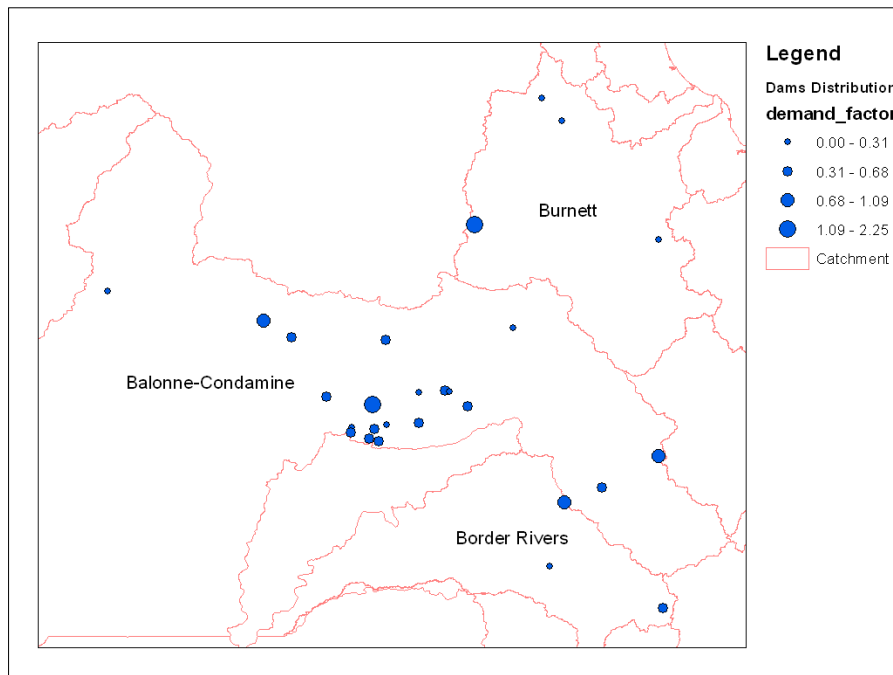 Legend
Dams Distribution
demand_factor
0.00 - 0.31
0.31 - 0.68
0.68 - 1.09
1.09 - 2.25
Catchment
Burnett
Balonne-Condamine
Border Rivers